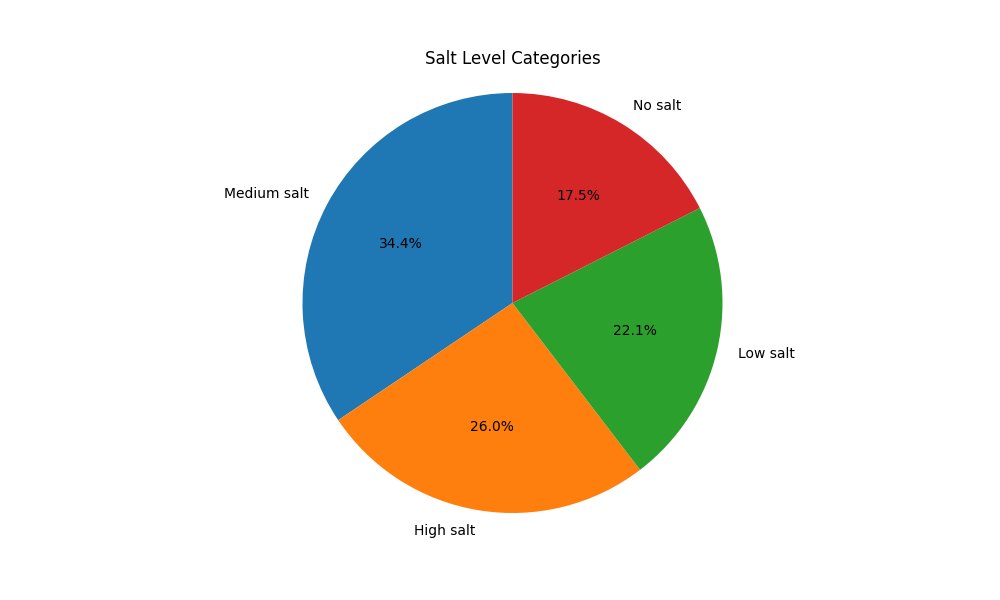 Salt Level Categories
No salt
17.5%
Medium salt
34.4%
22.1%
Low salt
26.0%
High salt